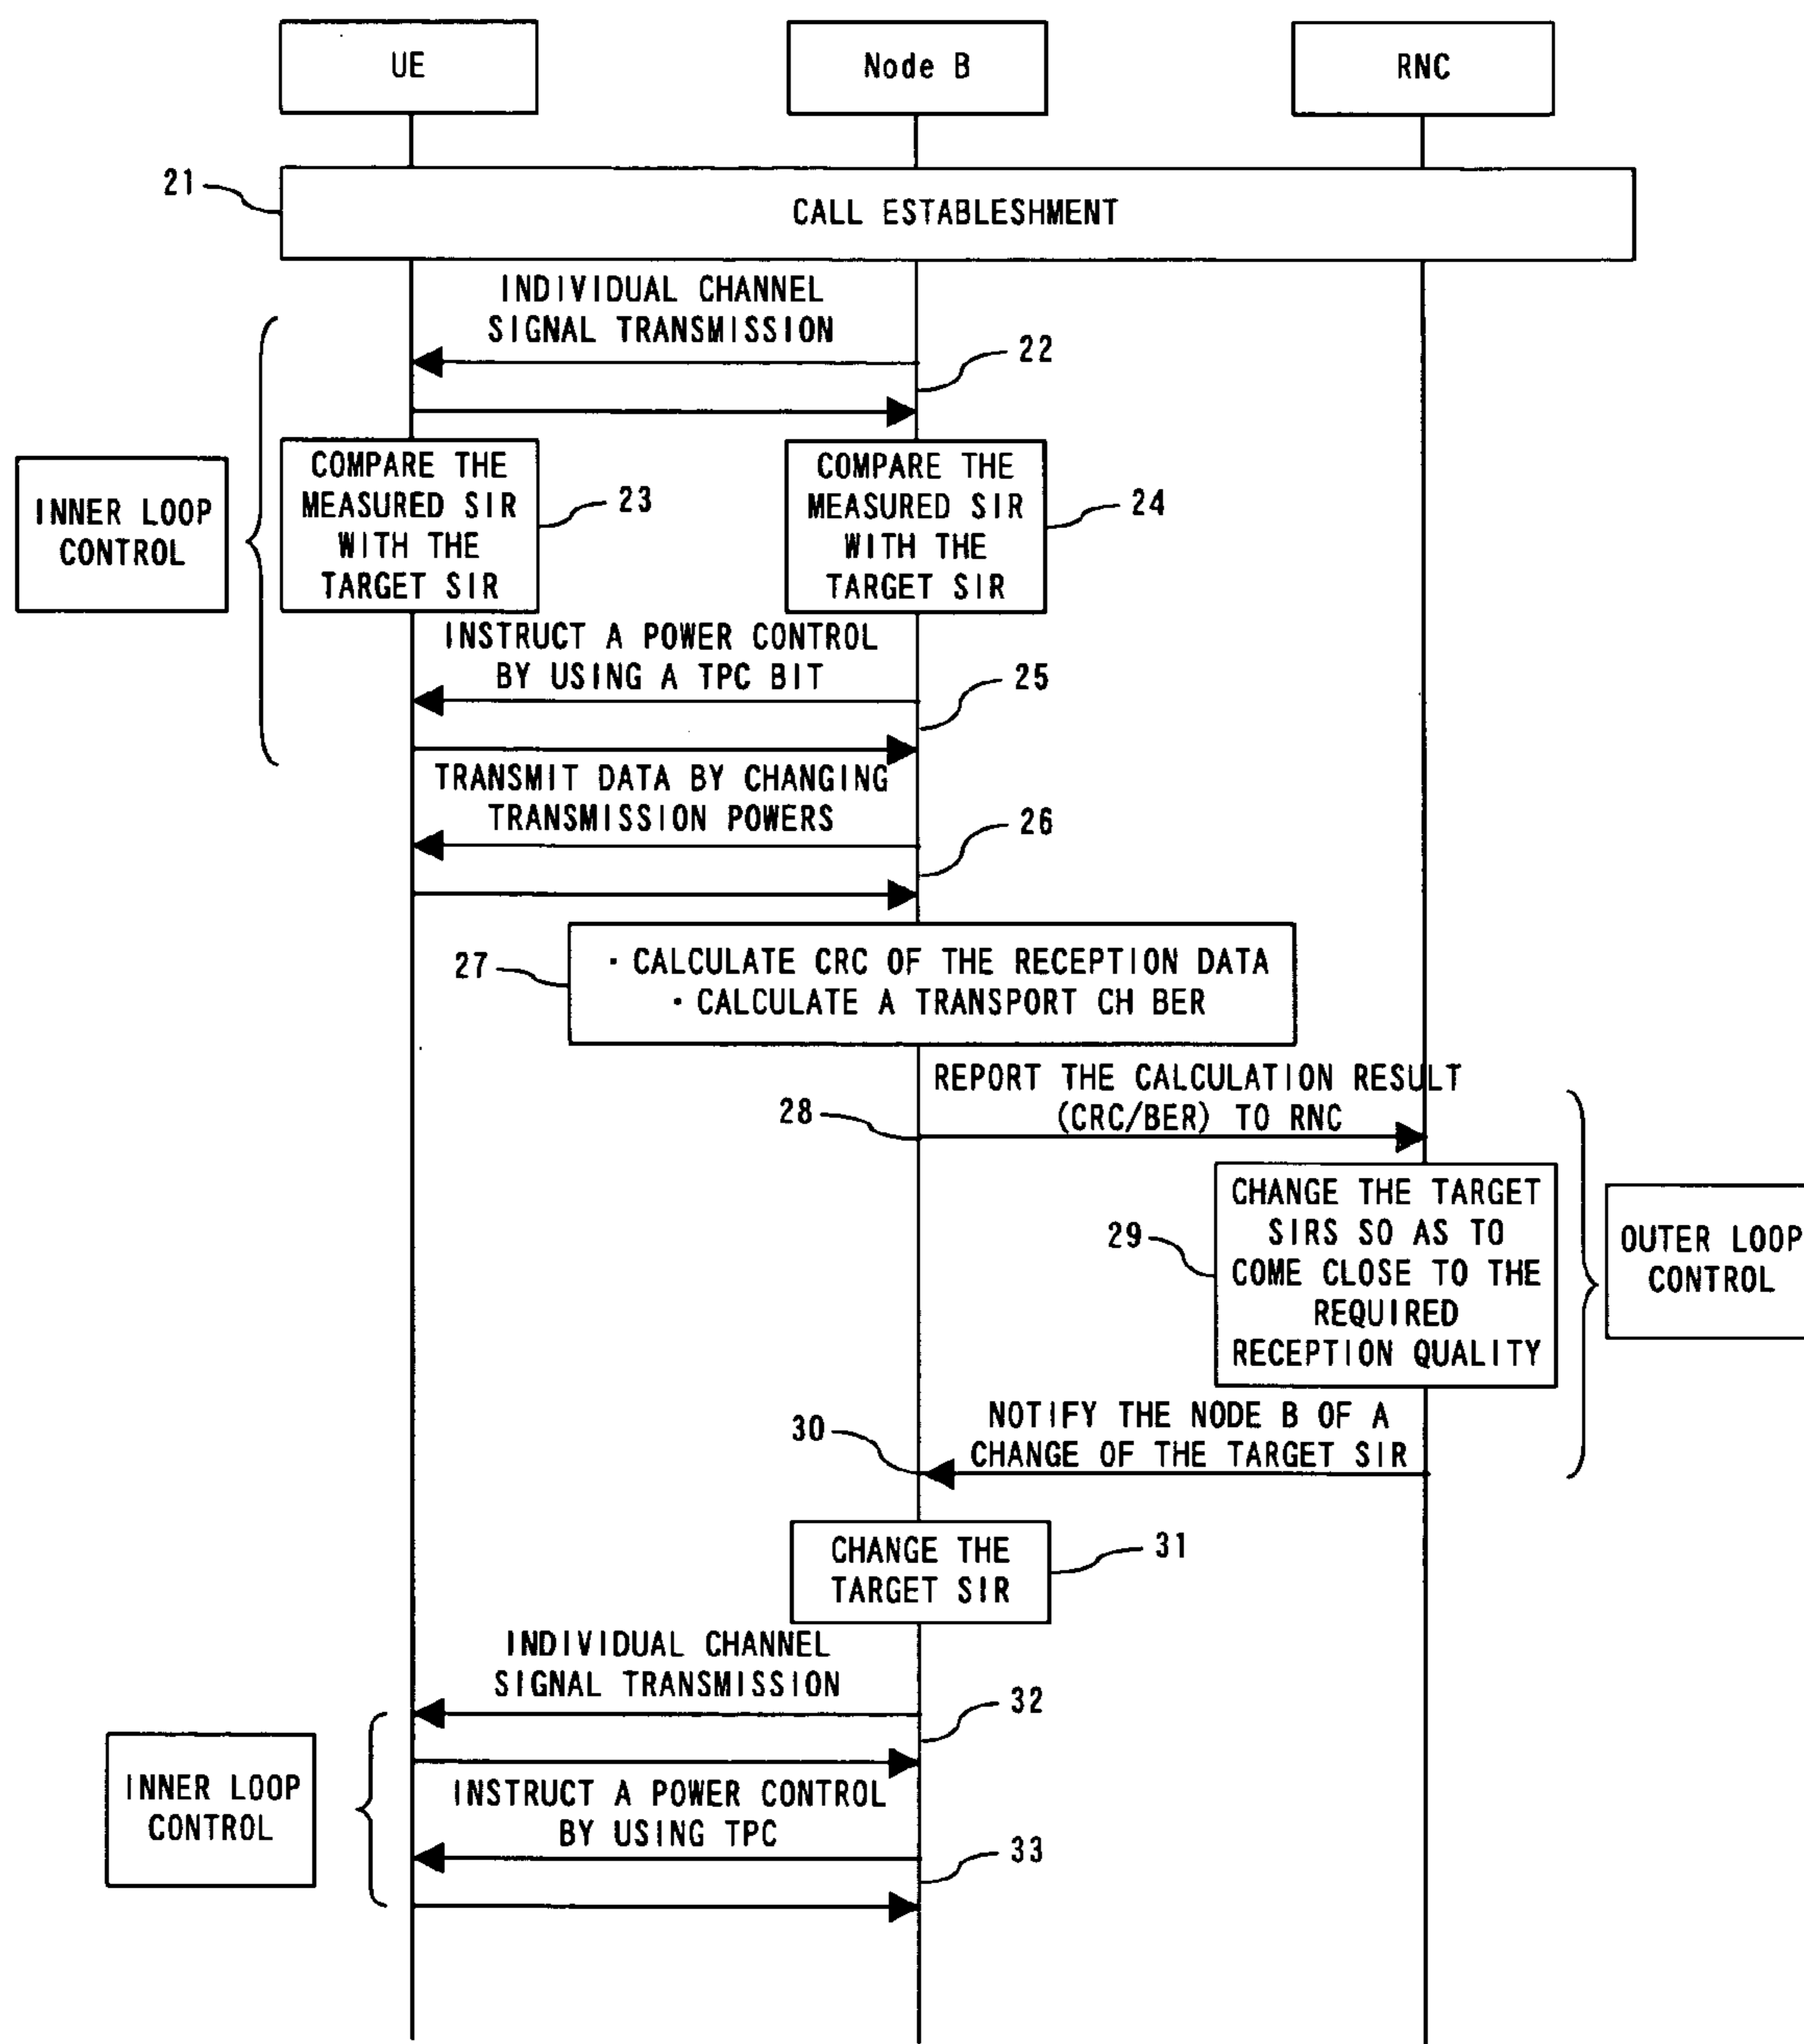 UE
Node B
RNC
21
CALL ESTABLESHMENT
INDIVIDUAL CHANNEL
SIGNAL TRANSMISSION
22
INNER LOOP
CONTROL
COMPARE THE
MEASURED SIR
WITH THE
TARGET SIR
23
COMPARE THE
MEASURED SIR
WITH THE
TARGET SIR
24
INSTRUCT A POWER CONTROL
BY USING A TPC BIT
25
TRANSMIT DATA BY CHANGING
TRANSMISSION POWERS
26
27
· CALCULATE CRC OF THE RECEPTION DATA
· CALCULATE A TRANSPORT CH BER
REPORT THE CALCULATION RESULT
(CRC/BER) TO RNC
28
29
CHANGE THE TARGET
SIRS SO AS TO
COME CLOSE TO THE
REQUIRED
RECEPTION QUALITY
OUTER LOOP
CONTROL
30
NOTIFY THE NODE B OF A
CHANGE OF THE TARGET SIR
CHANGE THE
TARGET SIR
31
INDIVIDUAL CHANNEL
SIGNAL TRANSMISSION
32
INNER LOOP
CONTROL
INSTRUCT A POWER CONTROL
BY USING TPC
33